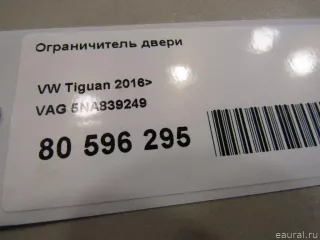 Ограничитель двери
VW Tiguan 2016>
VAG 5NA839249
80 596 295
eaural.ru